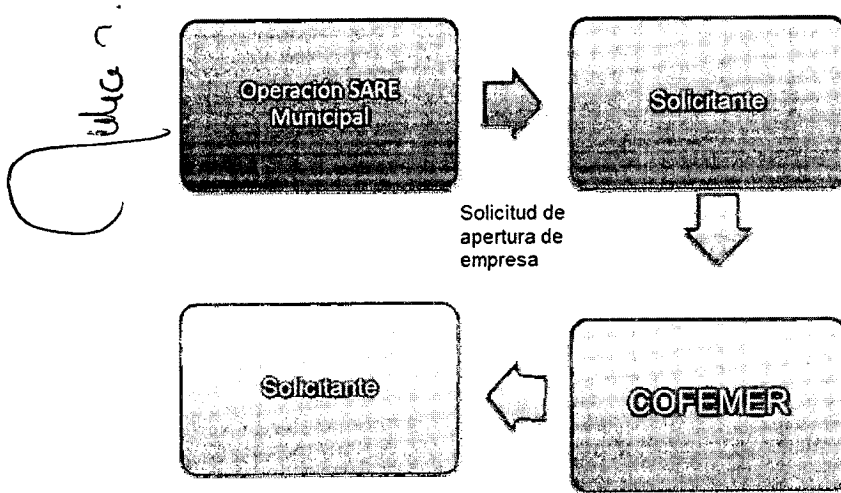 Operación SARE
Municipal
Solicitante
Solicitud de
apertura de
empresa
Solicitante
COFEMER